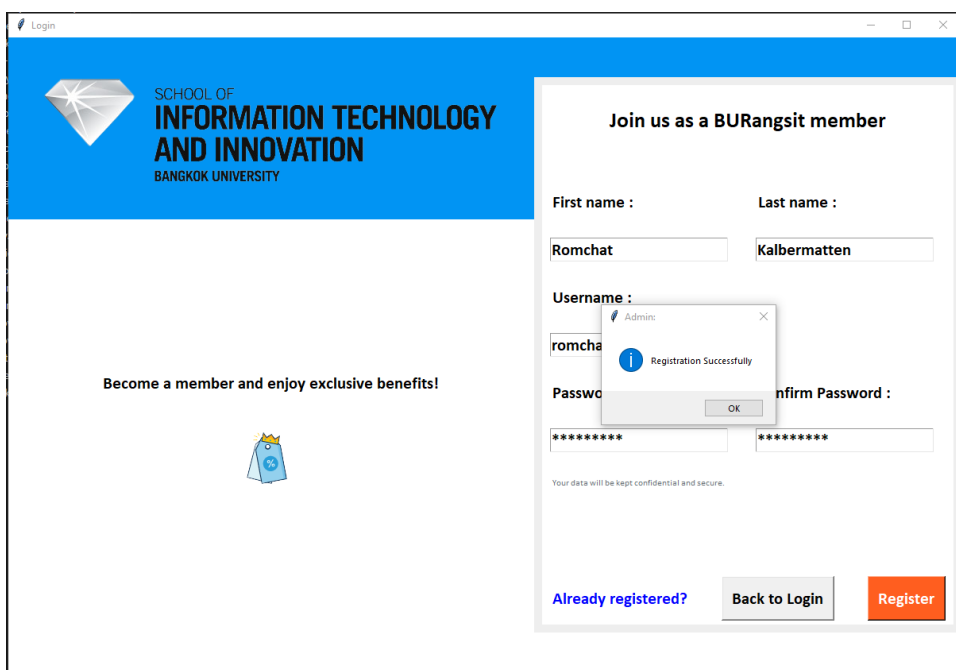 Login
SCHOOL OF
INFORMATION TECHNOLOGY
AND INNOVATION
BANGKOK UNIVERSITY
Become a member and enjoy exclusive benefits!
%
Join us as a BURangsit member
First name : Last name :
Romchat Kalbermatten
Username :
Admin:
Registration Successfully
OK
nfirm Password :
********* *********
Your data will be kept confidential and secure.
Already registered? Back to Login Register